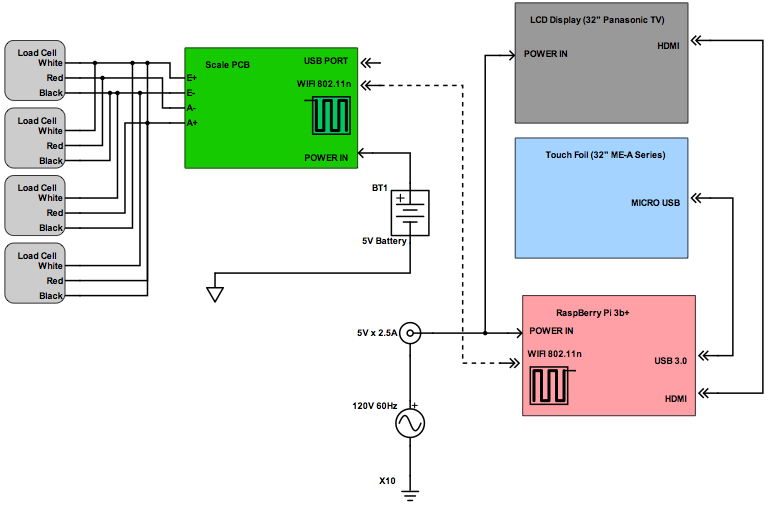 Load Cell
White
Red
Black
Load Cell
White
Red
Black
Load Cell
White
Red
Black
Load Cell
White
Red
Black
Scale PCB
E+
E-
A-
A+
USB PORT
WIFI 802.11n
POWER IN
BT1
+
5V Battery
LCD Display (32" Panasonic TV)
POWER IN
HDMI
Touch Foil (32" ME-A Series)
MICRO USB
RaspBerry Pi 3b+
POWER IN
WIFI 802.11n
USB 3.0
HDMI
5V x 2.5A
120V 60Hz
+
X10